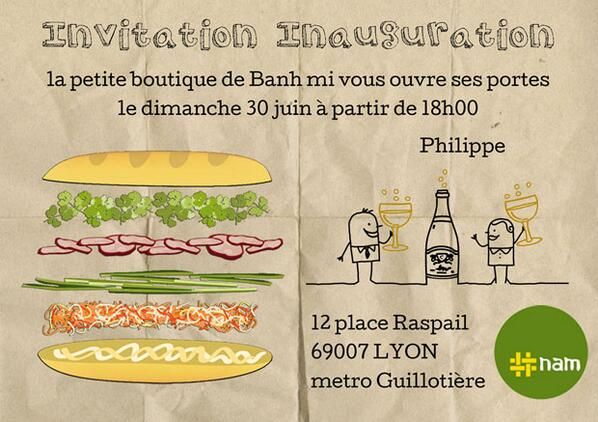 Invitation Inauguration
la petite boutique de Banh mi vous ouvre ses portes
le dimanche 30 juin à partir de 18h00
Philippe
12 place Raspail
69007 LYON
metro Guillotière
nam